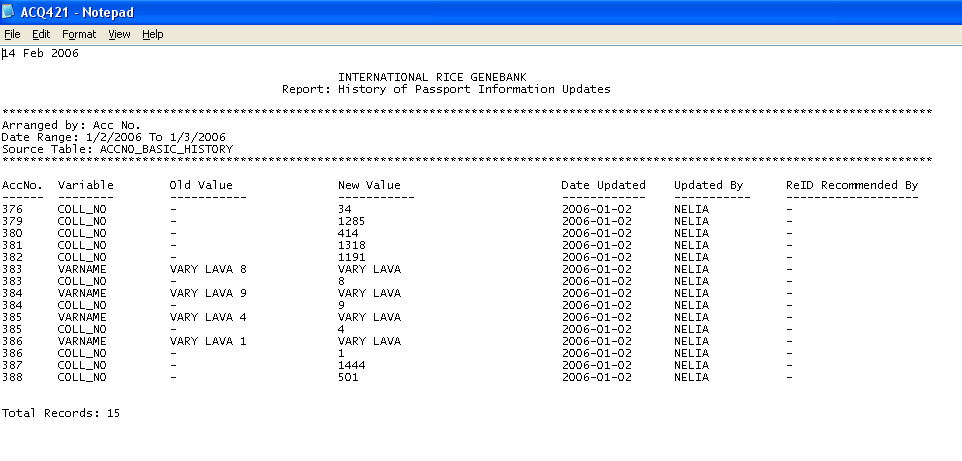 ACQ421 - Notepad
File Edit Format View Help
14 Feb 2006
INTERNATIONAL RICE GENEBANK
Report: History of Passport Information Updates
*************************************************************************************************************************************
Arranged by: Acc No.
Date Range: 1/2/2006 To 1/3/2006
Source Table: ACCNO_BASIC_HISTORY
*************************************************************************************************************************************
AccNo. Variable Old Value New Value Date Updated Updated By ReID Recommended By
------ -------- ----------- ----------- ------------ ----------- -------------------
376 COLL_NO - 34 2006-01-02 NELIA -
379 COLL_NO - 1285 2006-01-02 NELIA -
380 COLL_NO - 414 2006-01-02 NELIA -
381 COLL_NO - 1318 2006-01-02 NELIA -
382 COLL_NO - 1191 2006-01-02 NELIA -
383 VARNAME VARY LAVA 8 VARY LAVA 2006-01-02 NELIA -
383 COLL_NO - 8 2006-01-02 NELIA -
384 VARNAME VARY LAVA 9 VARY LAVA 2006-01-02 NELIA -
384 COLL_NO - 9 2006-01-02 NELIA -
385 VARNAME VARY LAVA 4 VARY LAVA 2006-01-02 NELIA -
385 COLL_NO - 4 2006-01-02 NELIA -
386 VARNAME VARY LAVA 1 VARY LAVA 2006-01-02 NELIA -
386 COLL_NO - 1 2006-01-02 NELIA -
387 COLL_NO - 1444 2006-01-02 NELIA -
388 COLL_NO - 501 2006-01-02 NELIA -
Total Records: 15